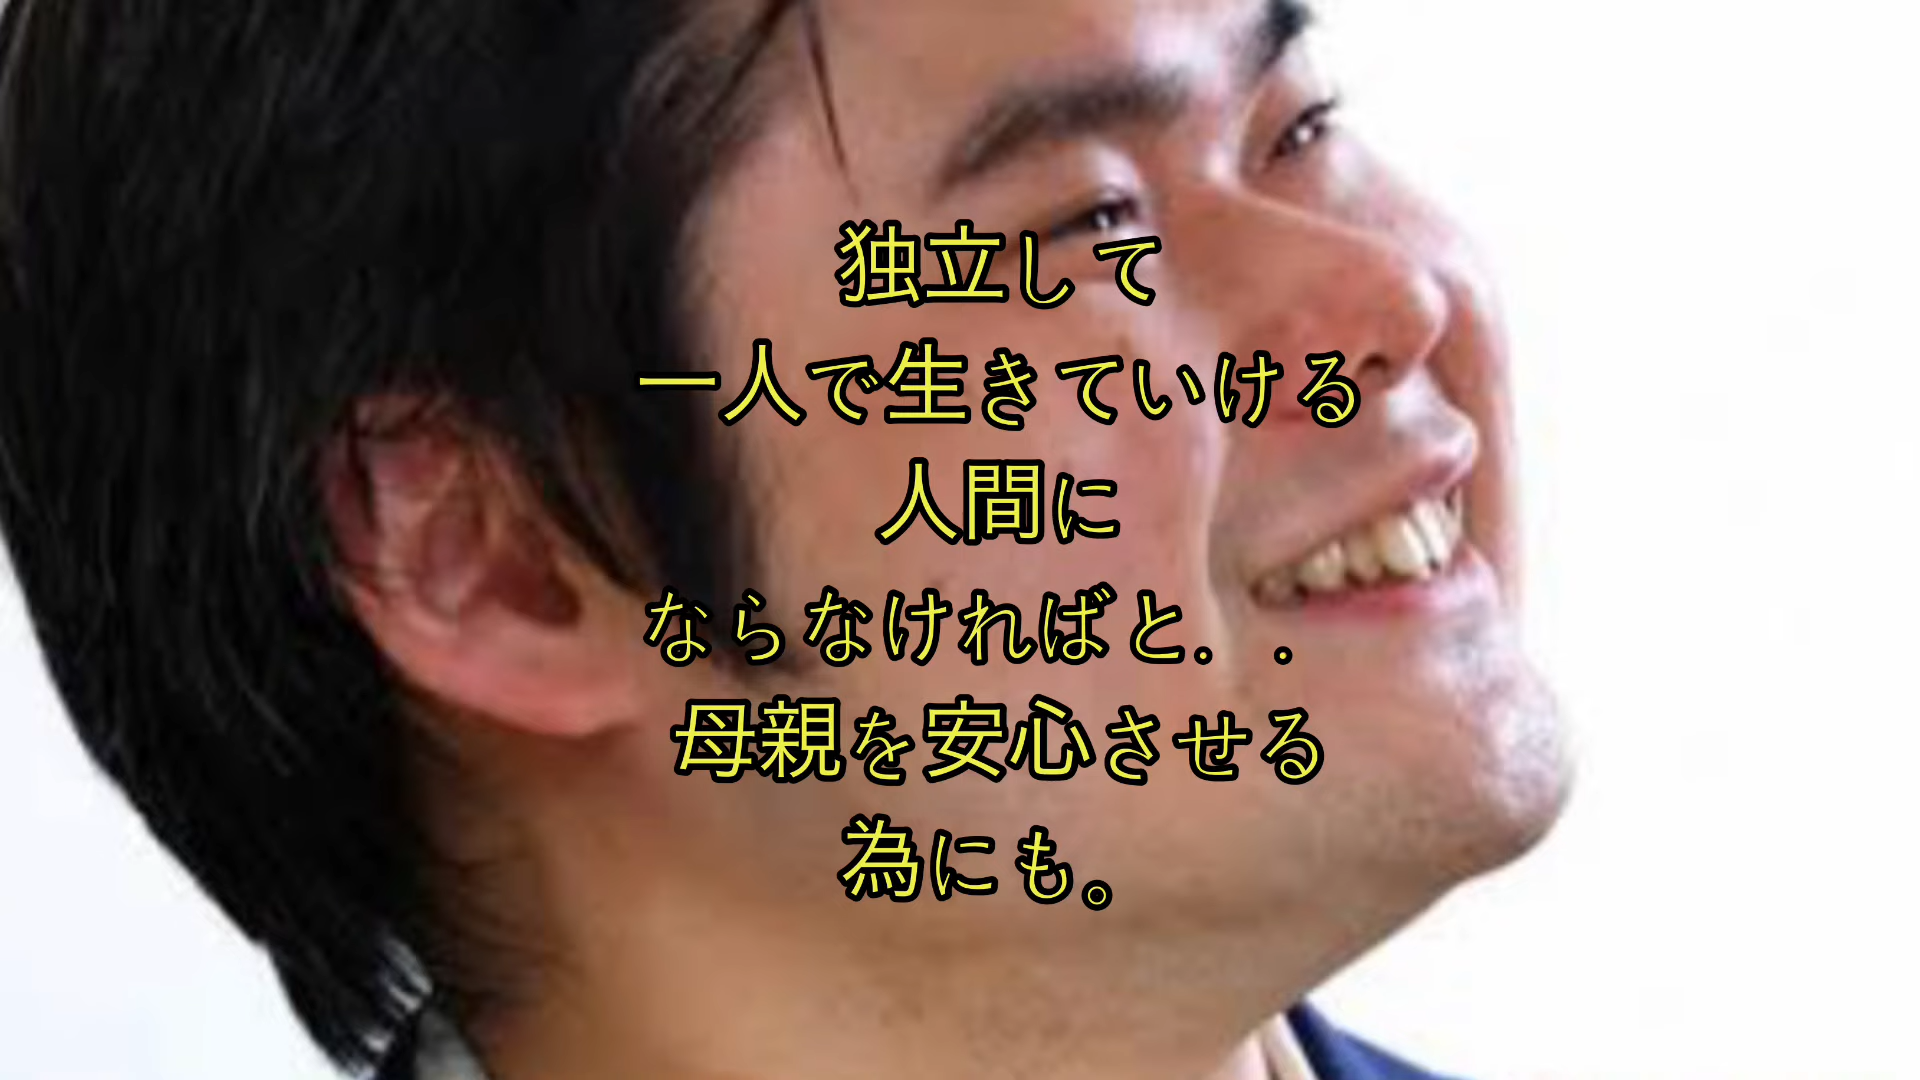 独立して
一人で生きていける
人間に
ならなければと．．
母親を安心させる
為にも。